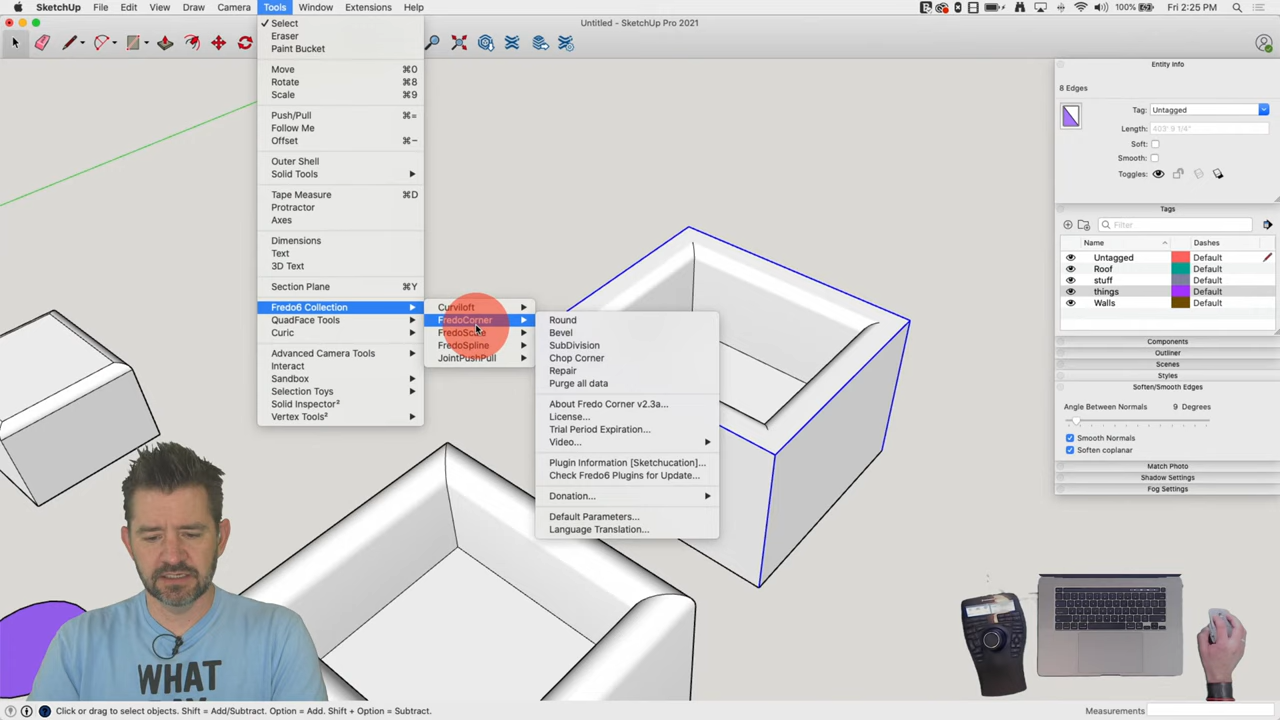 SketchUp File Edit View Draw Camera Tools Window Extensions Help 100% Fri 2:25 PM
Untitled - SketchUp Pro 2021
✓ Select
Eraser
Paint Bucket
Move ⌘0
Rotate ⌘8
Scale ⌘9
Push/Pull ⌘=
Follow Me
Offset ⌘-
Outer Shell
Solid Tools
Tape Measure ⌘D
Protractor
Axes
Dimensions
Text
3D Text
Section Plane ⌘Y
Fredo6 Collection
QuadFace Tools
Curic
Advanced Camera Tools
Interact
Sandbox
Selection Toys
Solid Inspector²
Vertex Tools²
Curviloft
FredoCorner
FredoScale
FredoSpline
JointPushPull
Round
Bevel
SubDivision
Chop Corner
Repair
Purge all data
About Fredo Corner v2.3a...
License...
Trial Period Expiration...
Video...
Plugin Information [Sketchucation]...
Check Fredo6 Plugins for Update...
Donation...
Default Parameters...
Language Translation...
Entity Info
8 Edges
Tag: Untagged
Length: 403' 9 1/4"
Soft:
Smooth:
Toggles:
Tags
Filter
Name Dashes
Untagged Default
Roof Default
stuff Default
things Default
Walls Default
Components
Outliner
Scenes
Styles
Soften/Smooth Edges
Angle Between Normals 9 Degrees
Smooth Normals
Soften coplanar
Match Photo
Shadow Settings
Fog Settings
WHAT
Click or drag to select objects. Shift = Add/Subtract. Option = Add. Shift + Option = Subtract. Measurements